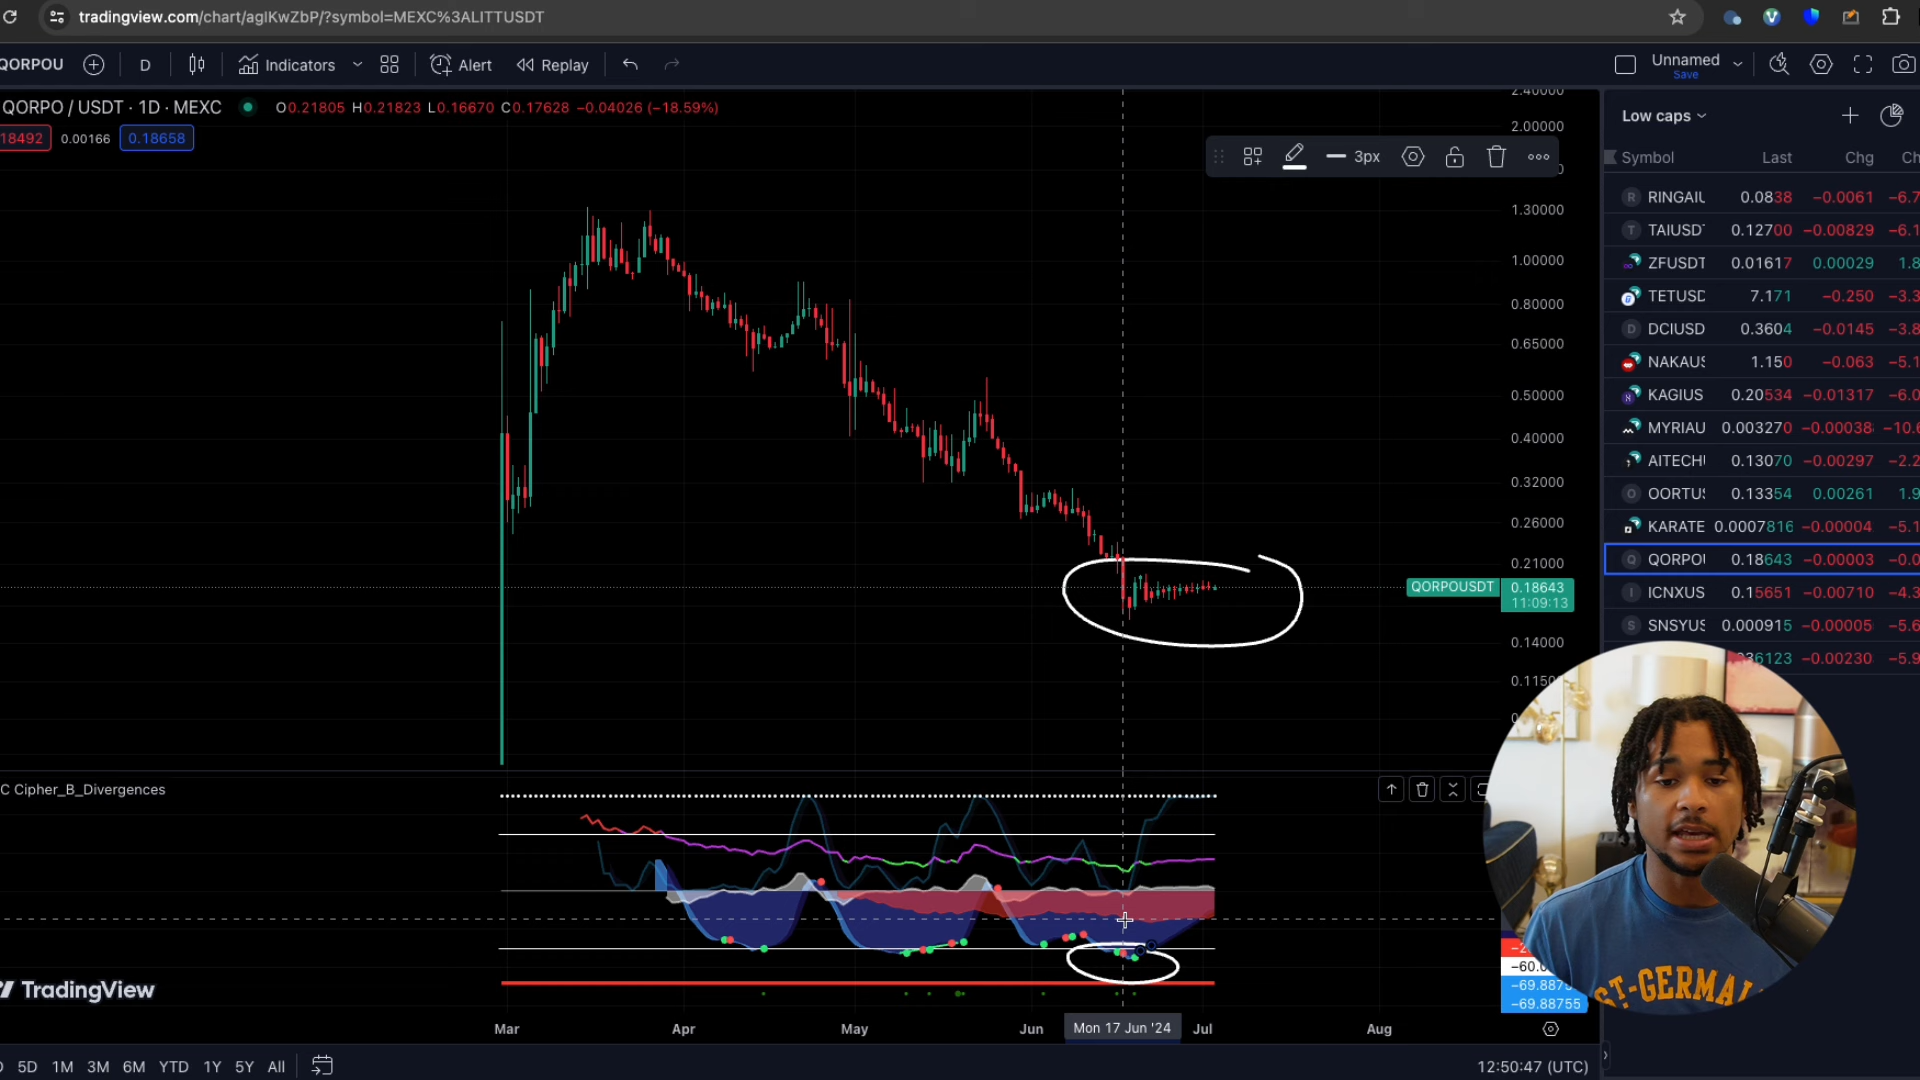 tradingview.com/chart/aglKwZbP/?symbol=MEXC%3ALITTUSDT
QORPOU D Indicators Alert Replay Unnamed
Save
QORPO / USDT · 1D · MEXC O0.21805 H0.21823 L0.16670 C0.17628 −0.04026 (−18.59%)
18492 0.00166 0.18658
3px
2.40000
2.00000
1.30000
1.00000
0.80000
0.65000
0.50000
0.40000
0.32000
0.26000
0.21000
QORPOUSDT 0.18643
11:09:13
0.14000
0.1150
Low caps
Symbol Last Chg Ch
RINGAIU 0.0838 −0.0061 −6.7
TAIUSDT 0.12700 −0.00829 −6.1
ZFUSDT 0.01617 0.00029 1.8
TETUSD 7.171 −0.250 −3.3
DCIUSD 0.3604 −0.0145 −3.8
NAKAUS 1.150 −0.063 −5.1
KAGIUS 0.20534 −0.01317 −6.0
MYRIAU 0.003270 −0.00038 −10.6
AITECHU 0.13070 −0.00297 −2.2
OORTUS 0.13354 0.00261 1.9
KARATE 0.0007816 −0.00004 −5.1
QORPOU 0.18643 −0.00003 −0.0
ICNXUS 0.15651 −0.00710 −4.3
SNSYUS 0.000915 −0.00005 −5.6
36123 −0.00230 −5.9
C Cipher_B_Divergences
−60.0
−69.887
−69.88755
TradingView
ST-GERMAI
Mar Apr May Jun Mon 17 Jun '24 Jul Aug
5D 1M 3M 6M YTD 1Y 5Y All 12:50:47 (UTC)